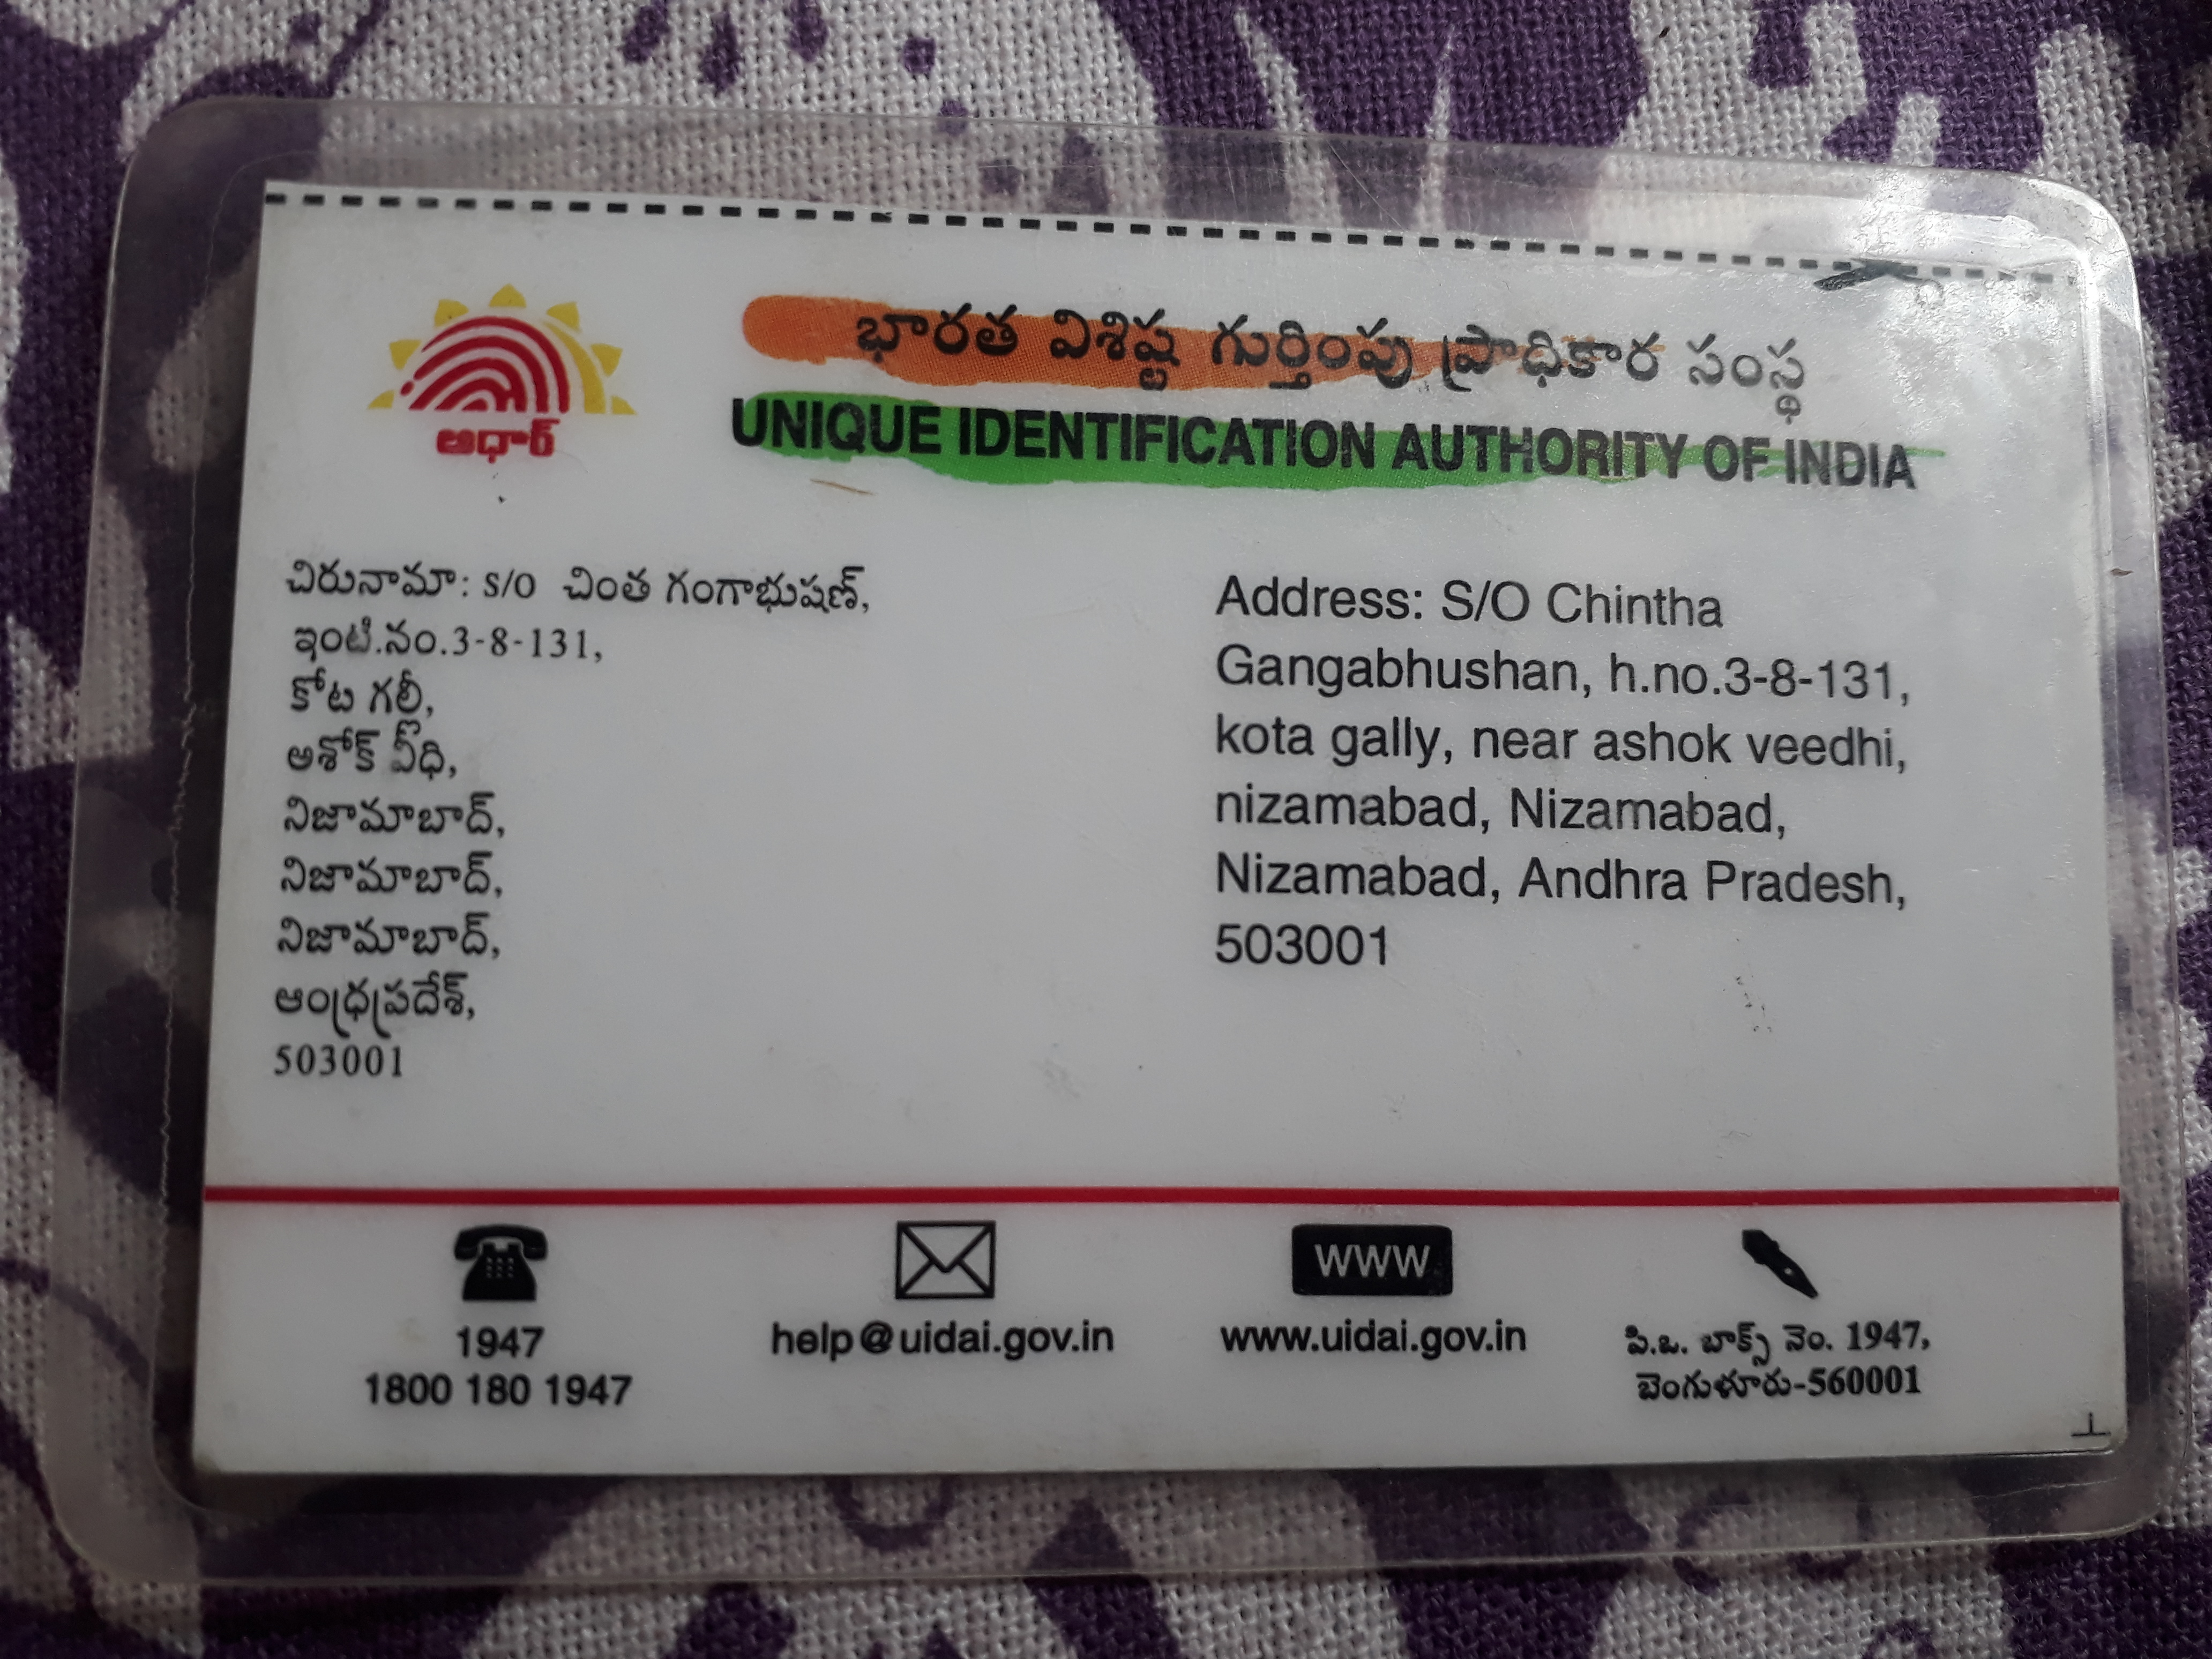 ఆధార్
భారత విశిష్ట గుర్తింపు ప్రాధికార సంస్థ
UNIQUE IDENTIFICATION AUTHORITY OF INDIA
చిరునామా: S/O చింత గంగాభుషణ్,
ఇంటి.నం.3-8-131,
కోట గల్లీ,
అశోక్ వీధి,
నిజామాబాద్,
నిజామాబాద్,
నిజామాబాద్,
ఆంధ్రప్రదేశ్,
503001
Address: S/O Chintha
Gangabhushan, h.no.3-8-131,
kota gally, near ashok veedhi,
nizamabad, Nizamabad,
Nizamabad, Andhra Pradesh,
503001
1947
1800 180 1947
help@uidai.gov.in
WWW
www.uidai.gov.in
పి.ఒ. బాక్స్ నెం. 1947,
బెంగుళూరు-560001